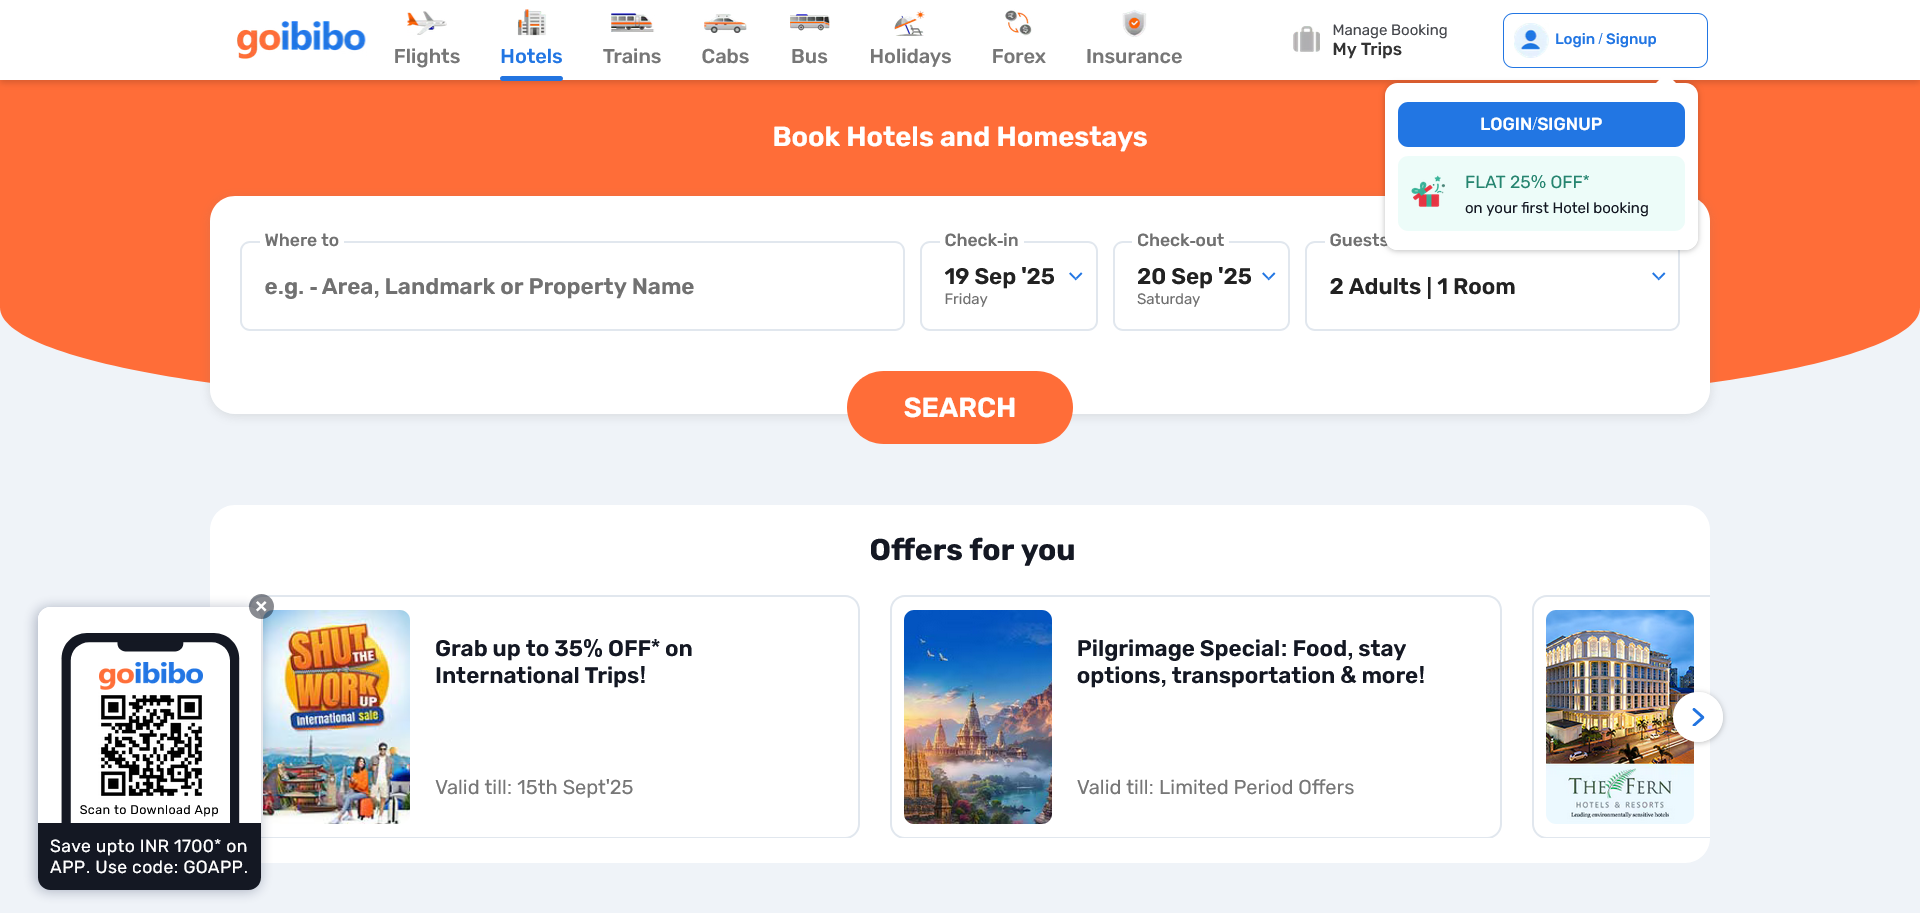 goibibo
Flights
Hotels
Trains
Cabs
Bus
Holidays
Forex
Insurance
Manage Booking
My Trips
Login / Signup
LOGIN/SIGNUP
FLAT 25% OFF*
on your first Hotel booking
Book Hotels and Homestays
Where to
e.g. - Area, Landmark or Property Name
Check-in
19 Sep '25
Friday
Check-out
20 Sep '25
Saturday
Guests
2 Adults | 1 Room
SEARCH
Offers for you
SHUT
THE
WORK
UP
International sale
Grab up to 35% OFF* on
International Trips!
Valid till: 15th Sept'25
Pilgrimage Special: Food, stay
options, transportation & more!
Valid till: Limited Period Offers
THE FERN
HOTELS & RESORTS
Leading environmentally sensitive hotels
goibibo
Scan to Download App
Save upto INR 1700* on
APP. Use code: GOAPP.